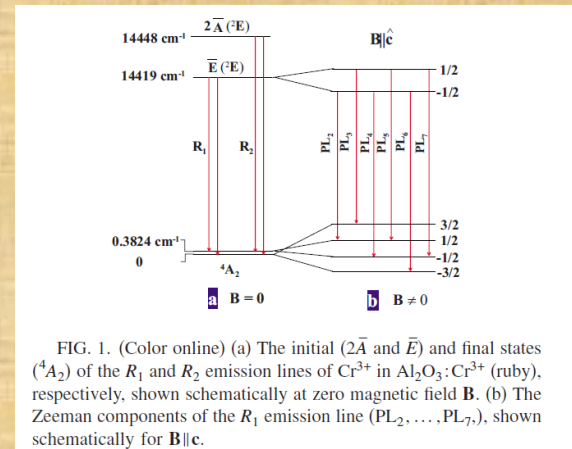 2Ā (²E)
14448 cm⁻¹
B||ĉ
Ē (²E)
14419 cm⁻¹
1/2
-1/2
R₁
R₂
PL₂
PL₃
PL₄
PL₅
PL₆
PL₇
3/2
0.3824 cm⁻¹
1/2
0
⁴A₂
-1/2
-3/2
a B = 0
b B ≠ 0
FIG. 1. (Color online) (a) The initial (2Ā and Ē) and final states
(⁴A₂) of the R₁ and R₂ emission lines of Cr³⁺ in Al₂O₃:Cr³⁺ (ruby),
respectively, shown schematically at zero magnetic field B. (b) The
Zeeman components of the R₁ emission line (PL₂, ... ,PL₇,), shown
schematically for B||c.